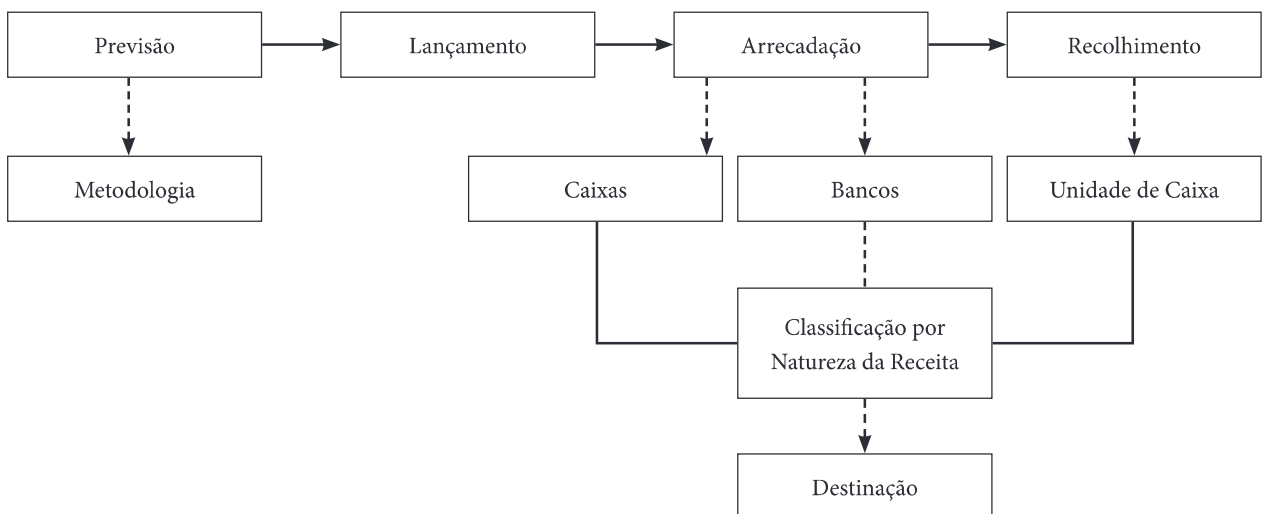 Previsão
Lançamento
Arrecadação
Recolhimento
Metodologia
Caixas
Bancos
Unidade de Caixa
Classificação por
Natureza da Receita
Destinação